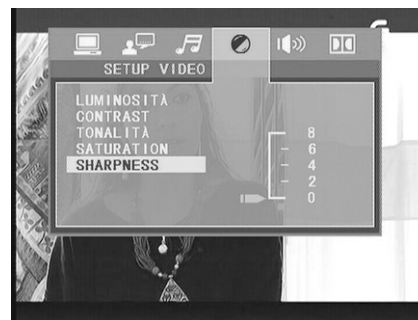 SETUP VIDEO
LUMINOSITÀ
CONTRAST
TONALITÀ
SATURATION
SHARPNESS
8
6
4
2
0